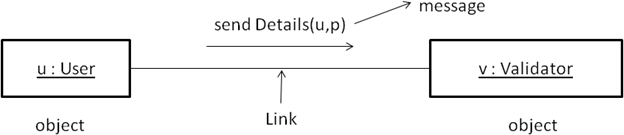 message
send Details(u,p)
u : User
v : Validator
object
Link
object